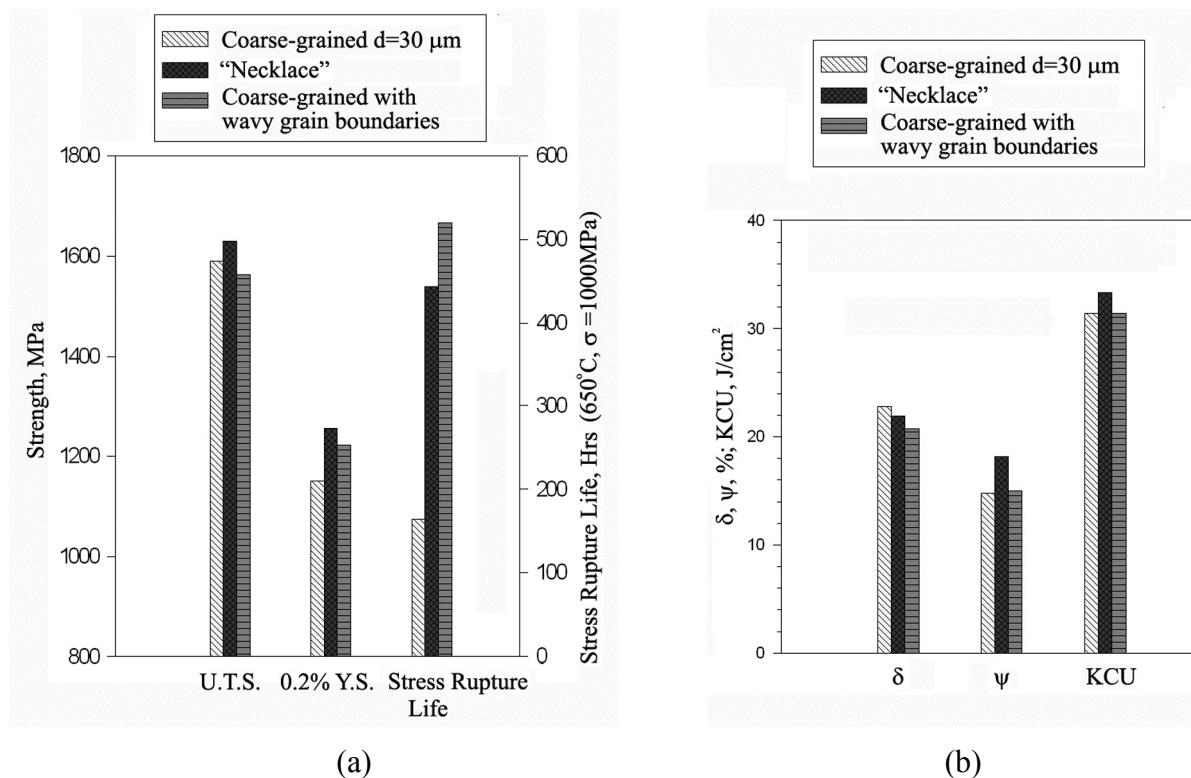 Coarse-grained d=30 μm
“Necklace”
Coarse-grained with
wavy grain boundaries
1800
1600
1400
1200
1000
800
Strength, MPa
600
500
400
300
200
100
0
Stress Rupture Life, Hrs (650°C, σ =1000MPa)
U.T.S. 0.2% Y.S. Stress Rupture
Life
(a)
Coarse-grained d=30 μm
“Necklace”
Coarse-grained with
wavy grain boundaries
40
30
20
10
0
δ, ψ, %; KCU, J/cm²
δ ψ KCU
(b)